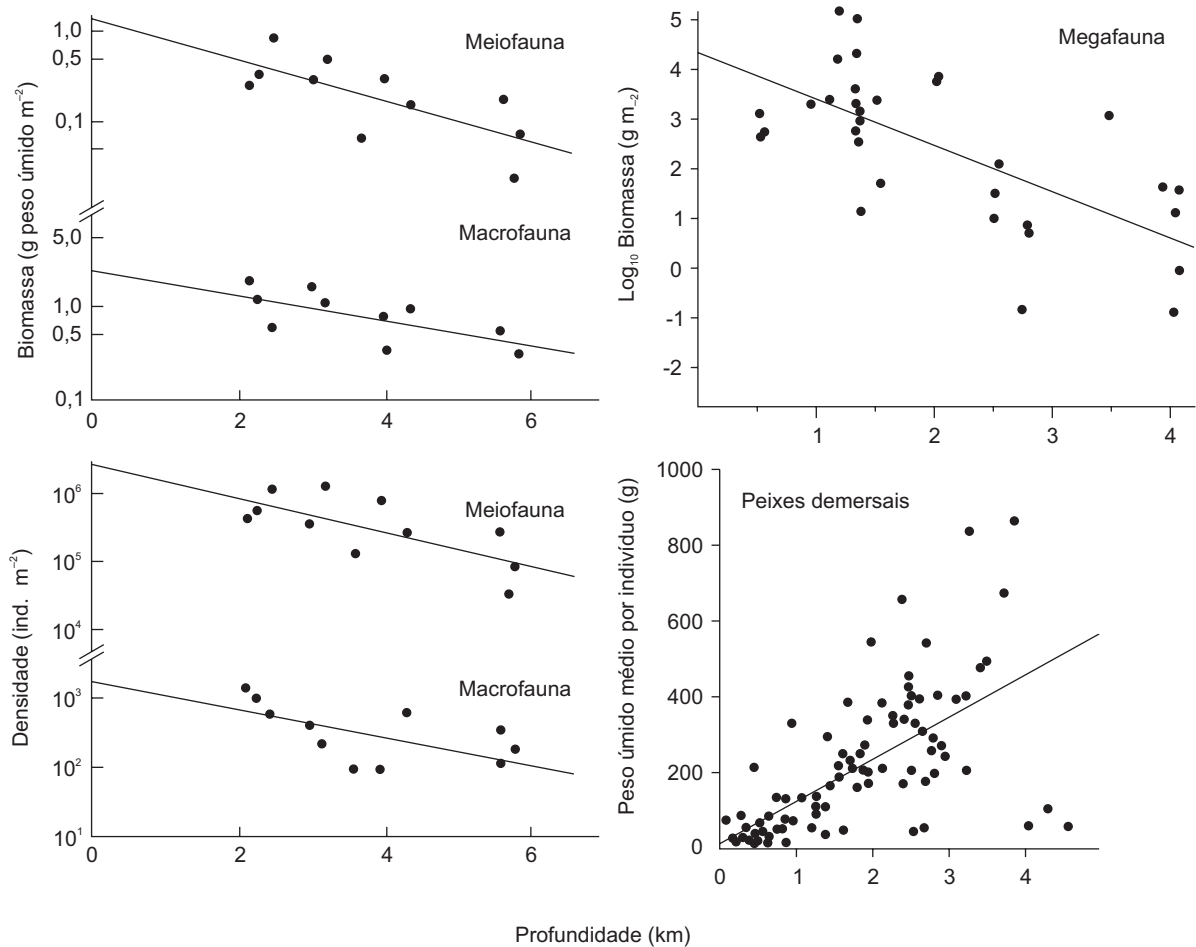 Biomassa (g peso úmido m⁻²)
1,0
0,5
0,1
Meiofauna
5,0
1,0
0,5
0,1
Macrofauna
0 2 4 6
Log₁₀ Biomassa (g m₋₂)
5
4
3
2
1
0
-1
-2
Megafauna
1 2 3 4
Densidade (ind. m⁻²)
10⁶
10⁵
10⁴
Meiofauna
10³
10²
10¹
Macrofauna
0 2 4 6
Peso úmido médio por indivíduo (g)
1000
800
600
400
200
0
Peixes demersais
0 1 2 3 4
Profundidade (km)